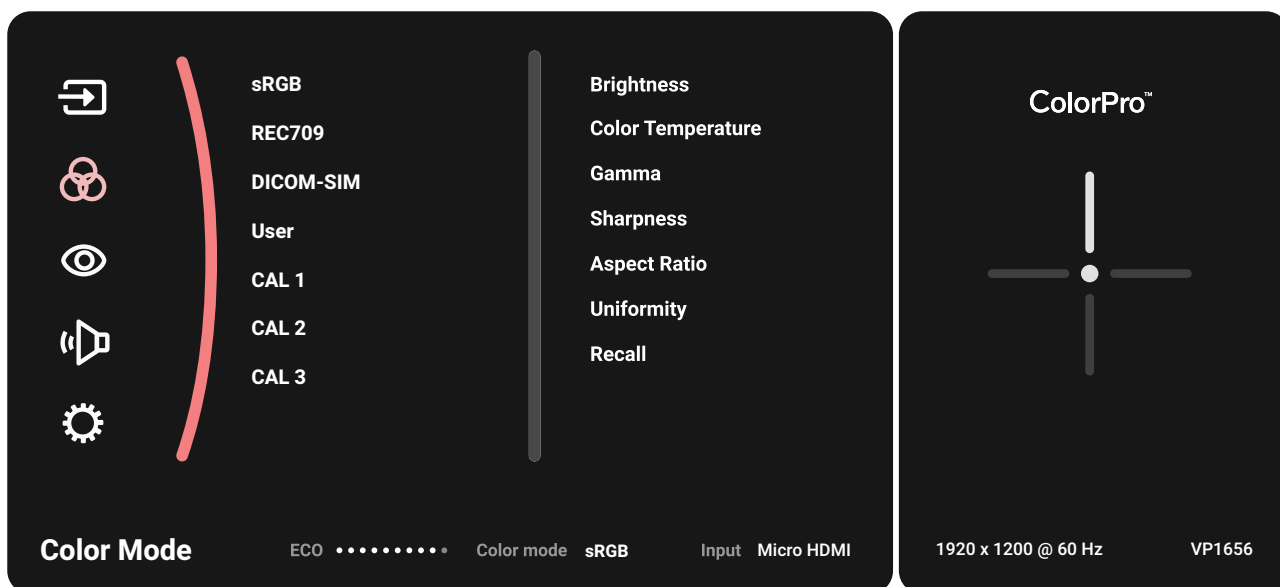 sRGB
REC709
DICOM-SIM
User
CAL 1
CAL 2
CAL 3
Brightness
Color Temperature
Gamma
Sharpness
Aspect Ratio
Uniformity
Recall
Color Mode
ECO
Color mode sRGB
Input Micro HDMI
ColorPro™
1920 x 1200 @ 60 Hz
VP1656